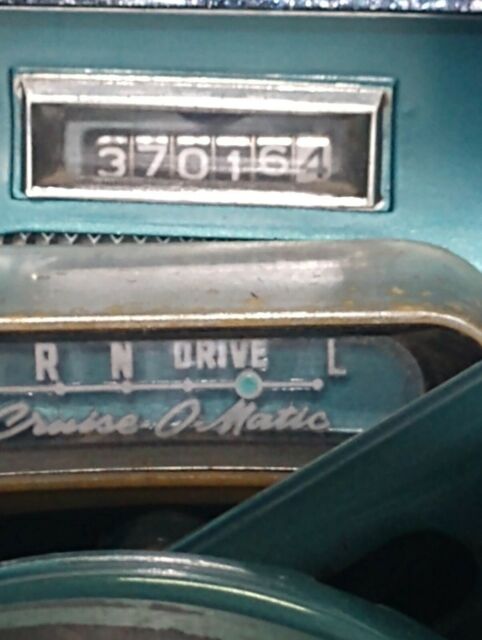 370164
R N DRIVE L
Cruise-O-Matic